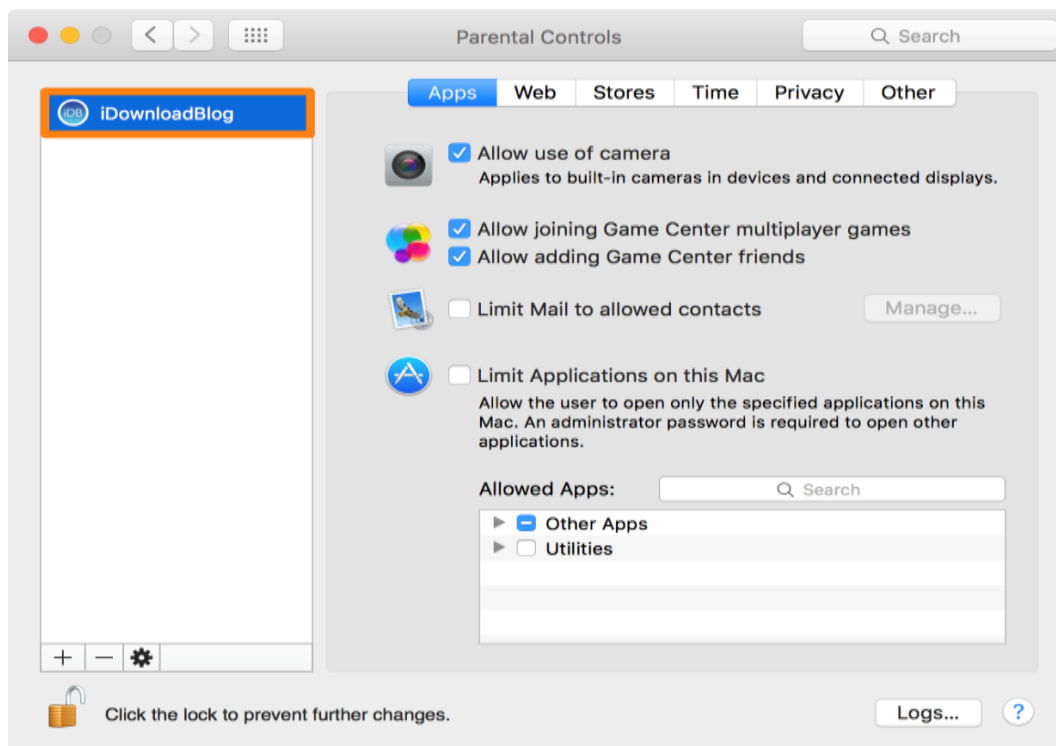 Parental Controls
Search
iDB iDownloadBlog
Apps Web Stores Time Privacy Other
Allow use of camera
Applies to built-in cameras in devices and connected displays.
Allow joining Game Center multiplayer games
Allow adding Game Center friends
Limit Mail to allowed contacts
Manage...
Limit Applications on this Mac
Allow the user to open only the specified applications on this
Mac. An administrator password is required to open other
applications.
Allowed Apps:
Search
Other Apps
Utilities
Click the lock to prevent further changes.
Logs...
?